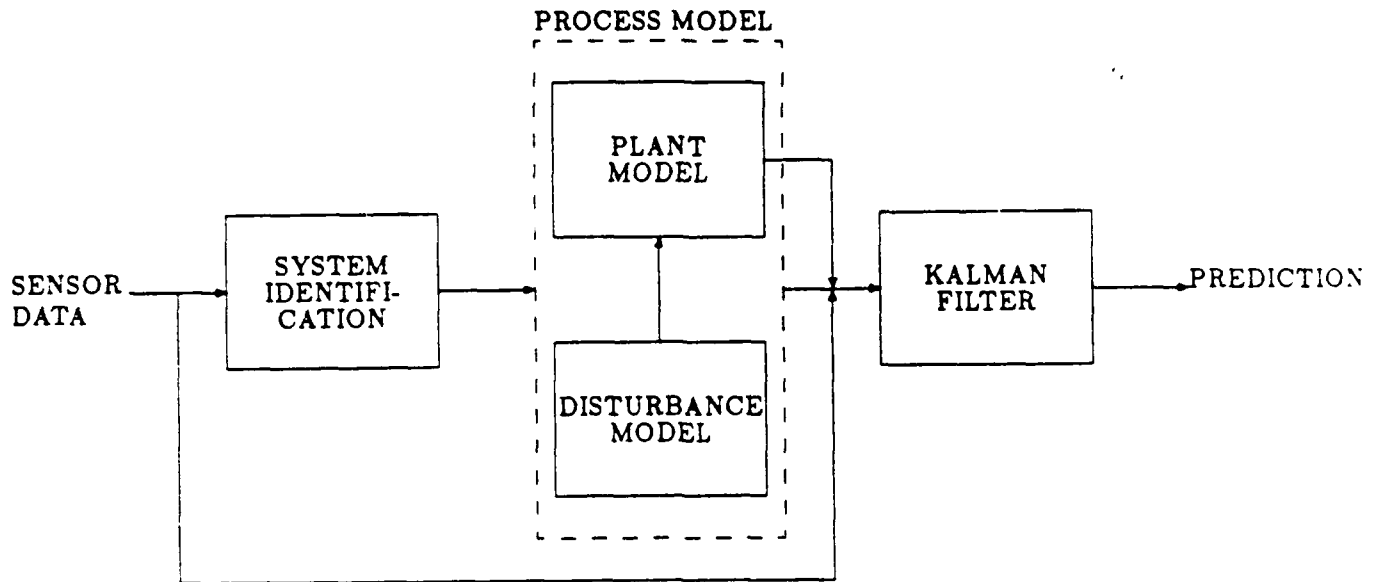 PROCESS MODEL
PLANT
MODEL
SYSTEM
IDENTIFI-
CATION
SENSOR
DATA
KALMAN
FILTER
PREDICTION
DISTURBANCE
MODEL